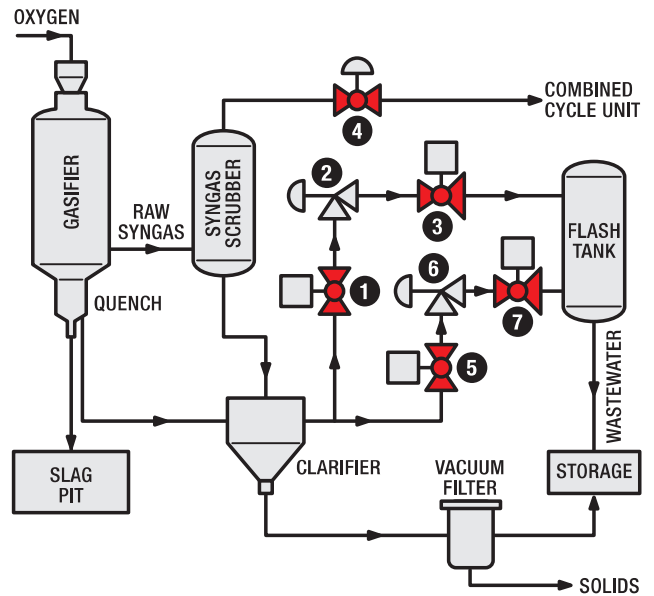 OXYGEN
GASIFIER
SYNGAS
SCRUBBER
4
COMBINED
CYCLE UNIT
2
3
RAW
SYNGAS
FLASH
TANK
QUENCH
1
6
7
5
WASTEWATER
SLAG
PIT
CLARIFIER
VACUUM
FILTER
STORAGE
SOLIDS